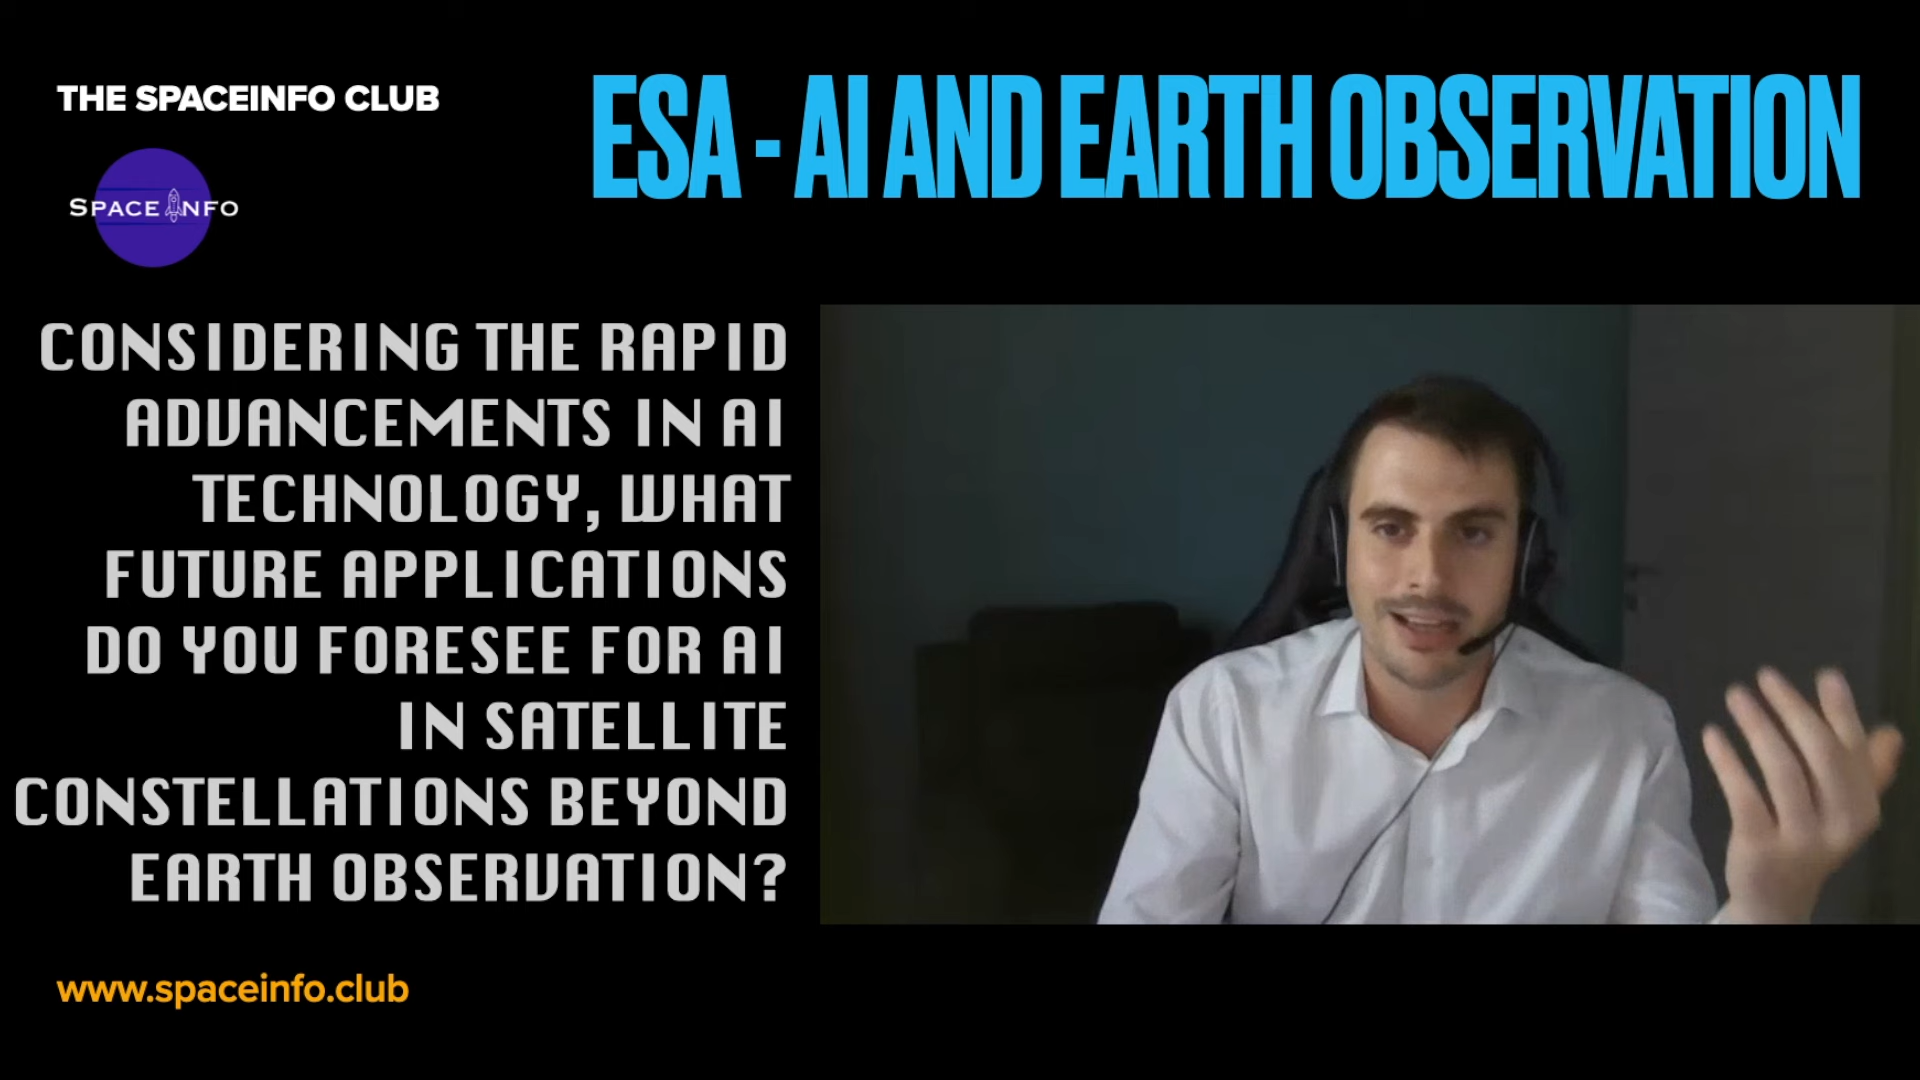 THE SPACEINFO CLUB
SPACE INFO
ESA - AI AND EARTH OBSERVATION
CONSIDERING THE RAPID
ADVANCEMENTS IN AI
TECHNOLOGY, WHAT
FUTURE APPLICATIONS
DO YOU FORESEE FOR AI
IN SATELLITE
CONSTELLATIONS BEYOND
EARTH OBSERVATION?
www.spaceinfo.club